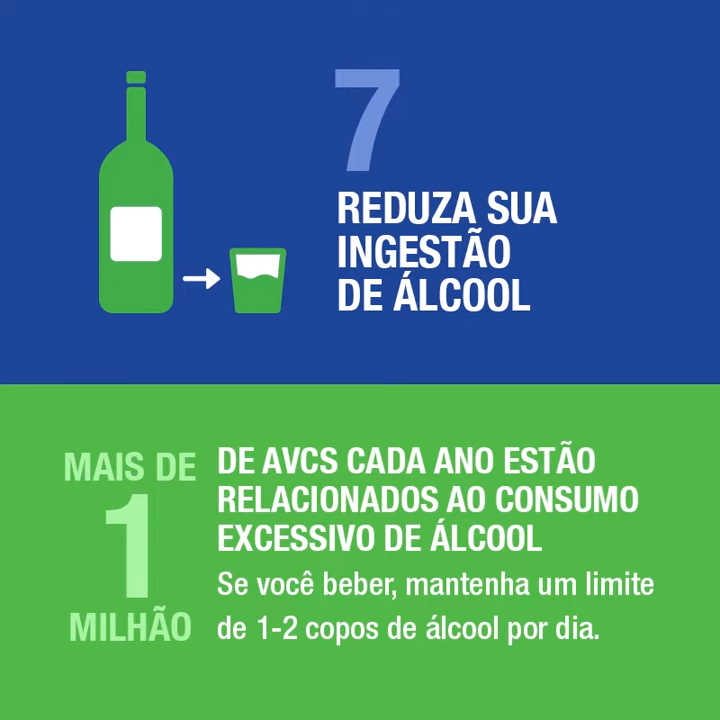 7
REDUZA SUA
INGESTÃO
DE ÁLCOOL
MAIS DE
1
MILHÃO
DE AVCS CADA ANO ESTÃO
RELACIONADOS AO CONSUMO
EXCESSIVO DE ÁLCOOL
Se você beber, mantenha um limite
de 1-2 copos de álcool por dia.